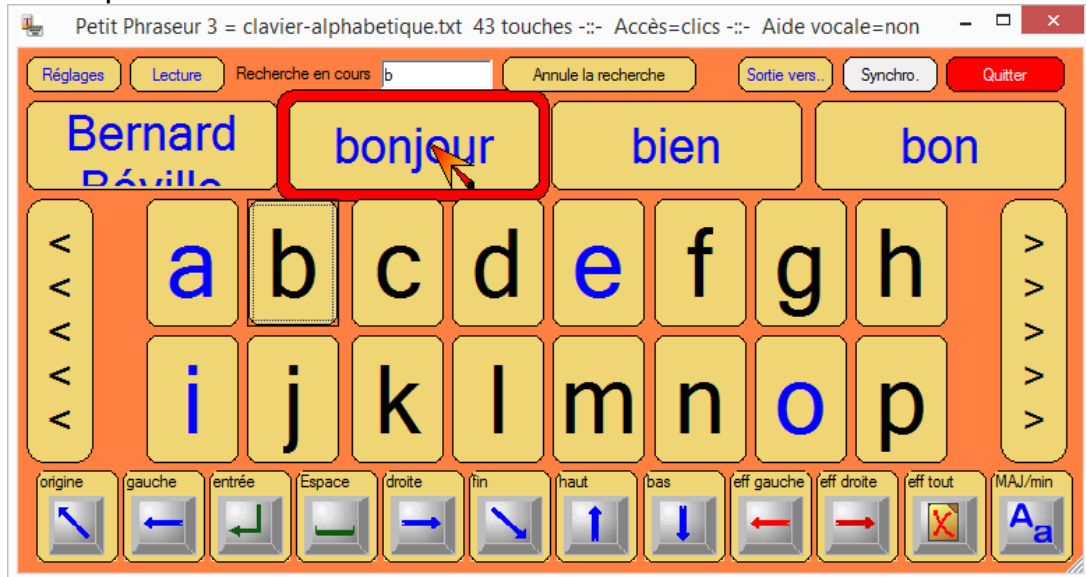 Petit Phraseur 3 = clavier-alphabetique.txt 43 touches -::- Accès=clics -::- Aide vocale=non
Réglages Lecture Recherche en cours b Annule la recherche Sortie vers.. Synchro. Quitter
Bernard bonjour bien bon
< a b c d e f g h >
<
>
<
>
< i j k l m n o p >
<
>
origine gauche entrée Espace droite fin haut bas eff gauche eff droite eff tout MAJ/min
X Aa